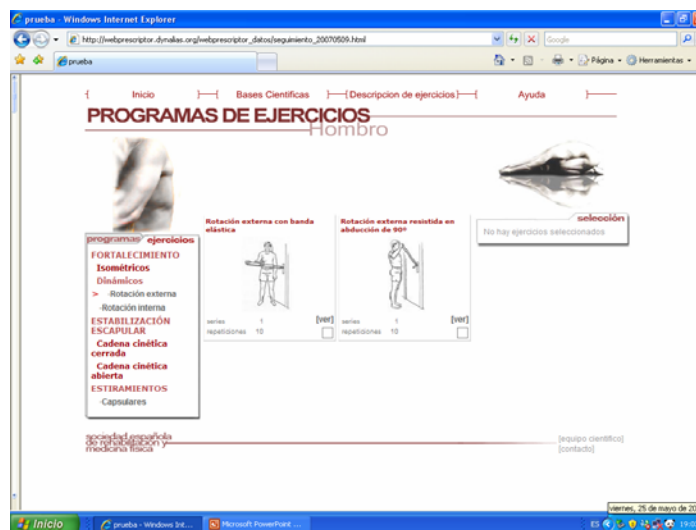 prueba - Windows Internet Explorer
http://webprescriptor.dynalias.org/webprescriptor_datos/seguimiento_20070509.html
Google
prueba
Página
Herramientas
Inicio
Bases Cientificas
Descripcion de ejercicios
Ayuda
PROGRAMAS DE EJERCICIOS
Hombro
programas ejercicios
FORTALECIMIENTO
Isométricos
Dinámicos
> -Rotación externa
-Rotación interna
ESTABILIZACIÓN
ESCAPULAR
Cadena cinética
cerrada
Cadena cinética
abierta
ESTIRAMIENTOS
-Capsulares
Rotación externa con banda
elástica
series 1 [ver]
repeticiones 10
Rotación externa resistida en
abducción de 90º
series 1 [ver]
repeticiones 10
selección
No hay ejercicios seleccionados
sociedad española
de rehabilitación y
medicina física
[equipo científico]
[contacto]
viernes, 25 de mayo de 20
Inicio
prueba - Windows Int...
Microsoft PowerPoint ...
ES